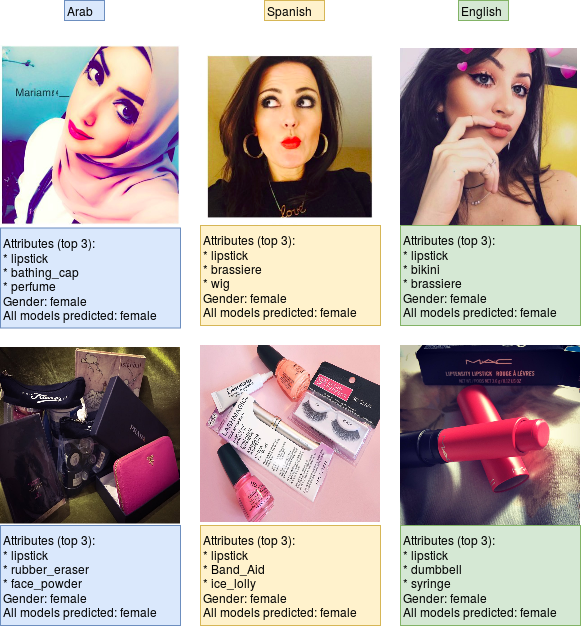 Arab
Spanish
English
Attributes (top 3):
* lipstick
* bathing_cap
* perfume
Gender: female
All models predicted: female
love
Attributes (top 3):
* lipstick
* brassiere
* wig
Gender: female
All models predicted: female
Attributes (top 3):
* lipstick
* bikini
* brassiere
Gender: female
All models predicted: female
PRADA
MAC
ROUGE À LÈVRES
Attributes (top 3):
* lipstick
* rubber_eraser
* face_powder
Gender: female
All models predicted: female
Attributes (top 3):
* lipstick
* Band_Aid
* ice_lolly
Gender: female
All models predicted: female
Attributes (top 3):
* lipstick
* dumbbell
* syringe
Gender: female
All models predicted: female